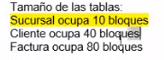 Tamaño de las tablas:
Sucursal ocupa 10 bloques
Cliente ocupa 40 bloques
Factura ocupa 80 bloques